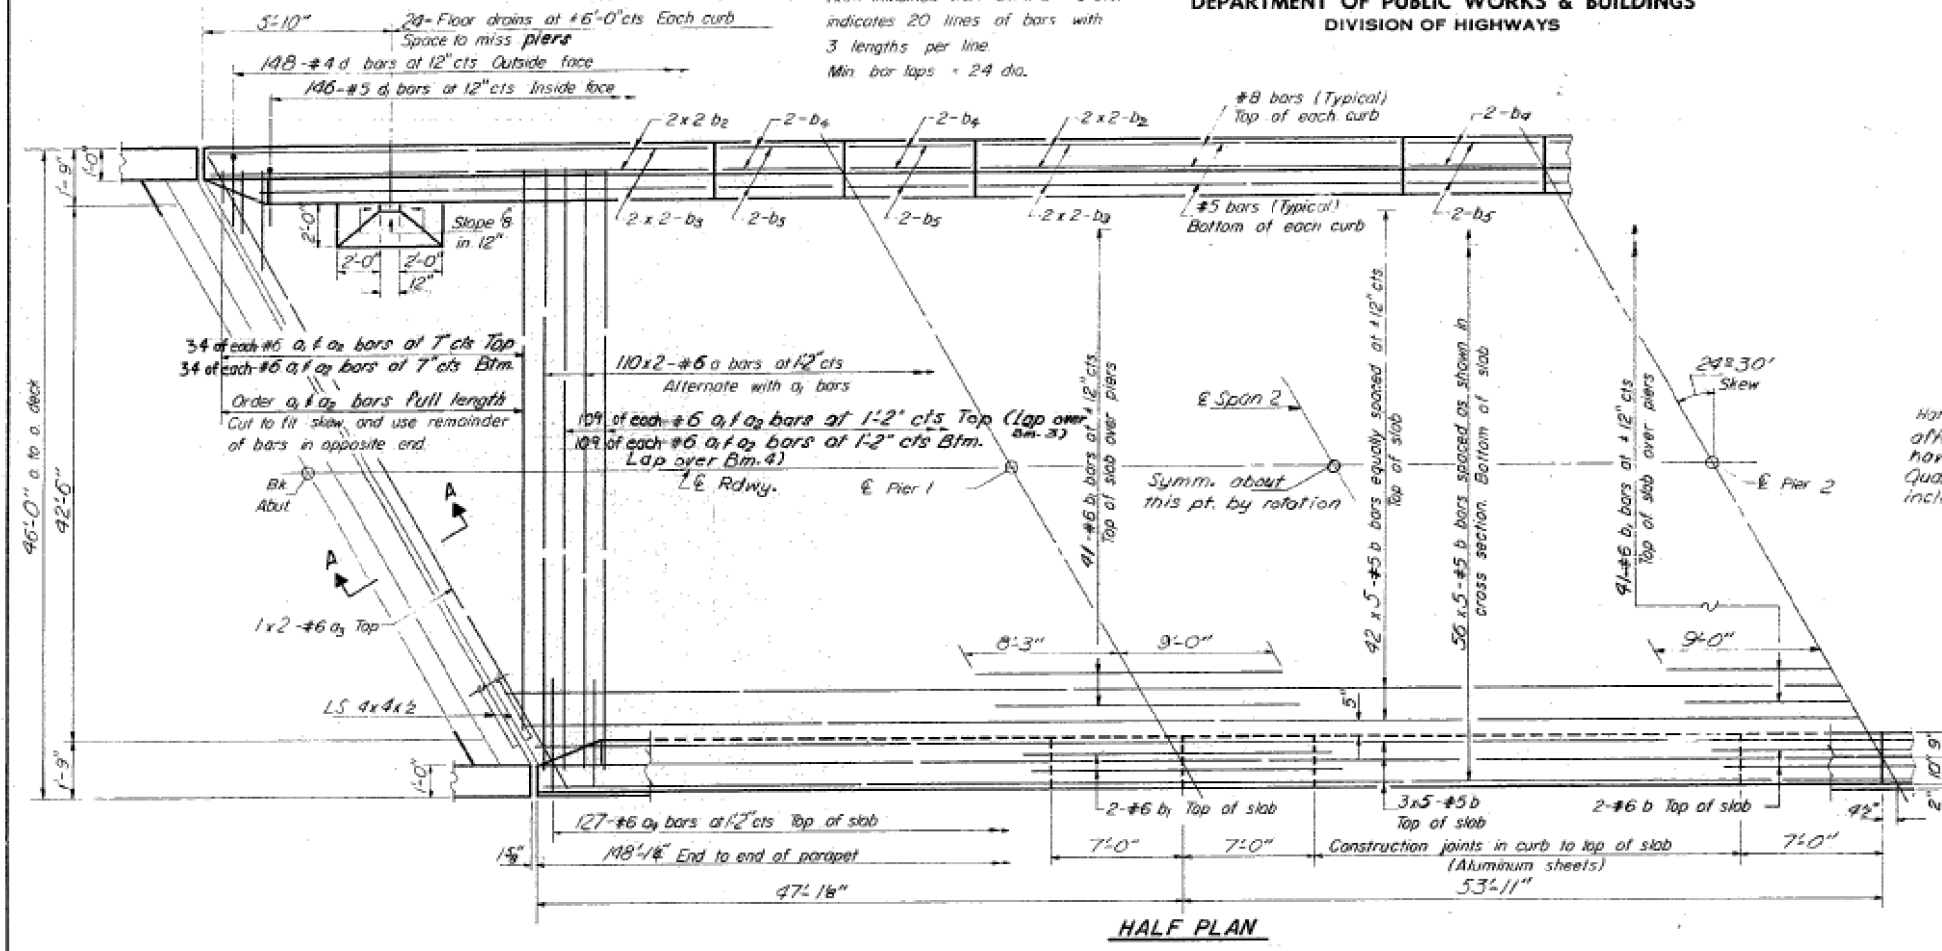 DEPARTMENT OF PUBLIC WORKS & BUILDINGS
DIVISION OF HIGHWAYS
indicates 20 lines of bars with
3 lengths per line.
Min. bar laps = 24 dia.
5'-10"
24-Floor drains at ±6'-0" cts Each curb
Space to miss piers
148-#4 d bars at 12" cts Outside face
146-#5 d, bars at 12" cts Inside face
2 x 2 b2
2-b4
2-b4
2 x 2-b2
#8 bars (Typical)
Top of each curb
2-b4
1'-9"
1'-0"
2 x 2-b3
2-b5
2-b5
2 x 2-b3
#5 bars (Typical)
Bottom of each curb
2-b5
2'-0"
Slope 8
in 12"
2'-0"
2'-0"
12"
34 of each #6 a1 & a2 bars at 7" cts Top
34 of each #6 a1 & a2 bars at 7" cts Btm.
Order a1 & a2 bars full length
Cut to fit skew and use remainder
of bars in opposite end.
110x2-#6 a bars at 1'-2" cts
Alternate with a1 bars
109 of each #6 a1 & a2 bars at 1'-2" cts Top (Lap over
Bm. 3)
109 of each #6 a1 & a2 bars at 1'-2" cts Btm.
Lap over Bm. 4)
℄ Rdwy.
℄ Pier 1
Bk
Abut
46'-0" o. to o. deck
42'-6"
41-#6 b1 bars at ±12" cts
Top of slab over piers
℄ Span 2
Symm. about
this pt. by rotation
42 x 5-#5 b bars equally spaced at ±12" cts
Top of slab
56 x 5-#5 b bars spaced as shown in
cross section. Bottom of slab
41-#6 b1 bars at ±12" cts
Top of slab over piers
24°30'
Skew
℄ Pier 2
A
A
1x2-#6 a3 Top
LS 4x4x½
8'-3"
9'-0"
9'-0"
5"
1'-9"
1'-0"
2-#6 b1 Top of slab
3x5-#5 b
Top of slab
2-#6 b Top of slab
9"
10"
2"
127-#6 a4 bars at 1'-2" cts Top of slab
End to end of parapet
7'-0"
7'-0"
Construction joints in curb to top of slab
(Aluminum sheets)
7'-0"
53'-11"
HALF PLAN